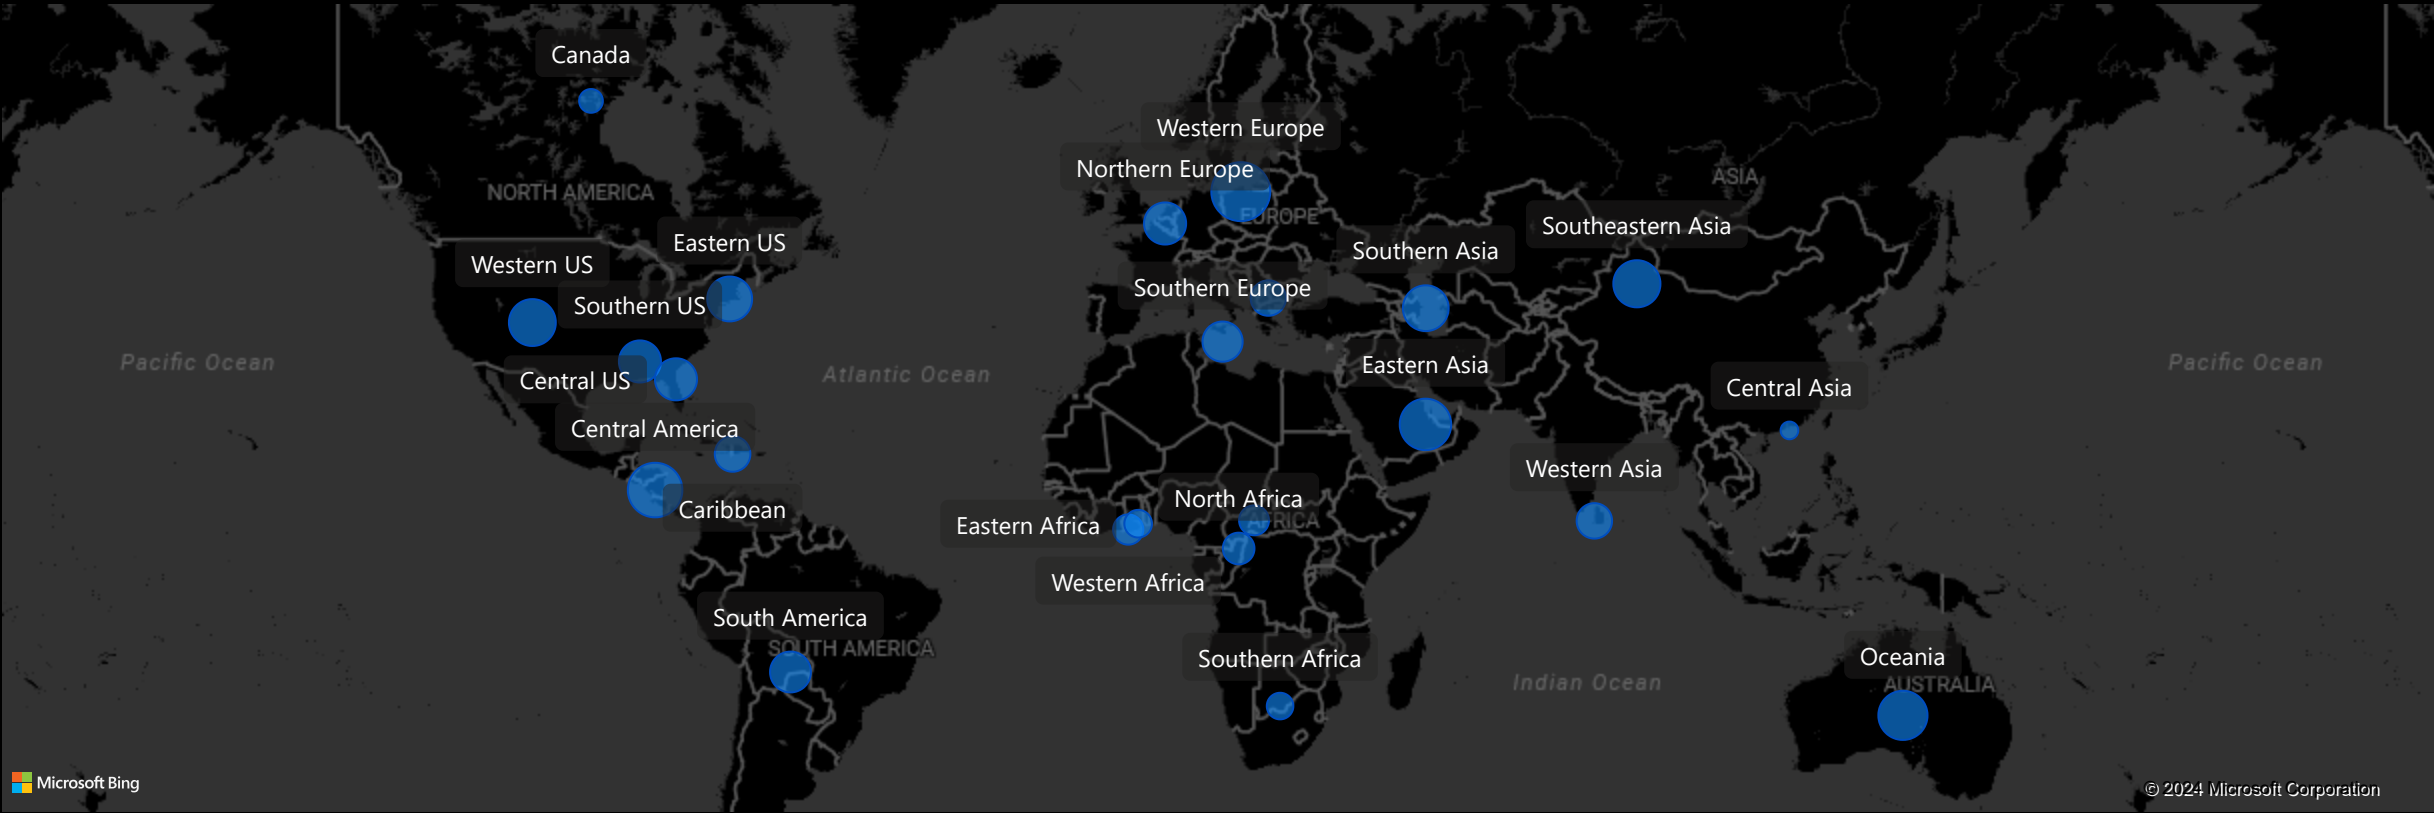 Canada
Western Europe
Northern Europe
NORTH AMERICA
ASIA
EUROPE
Eastern US
Southeastern Asia
Southern Asia
Western US
Southern Europe
Southern US
Pacific Ocean
Atlantic Ocean
Eastern Asia
Pacific Ocean
Central US
Central Asia
Central America
Western Asia
North Africa
Caribbean
AFRICA
Eastern Africa
Western Africa
South America
SOUTH AMERICA
Southern Africa
Oceania
Indian Ocean
AUSTRALIA
Microsoft Bing
© 2024 Microsoft Corporation